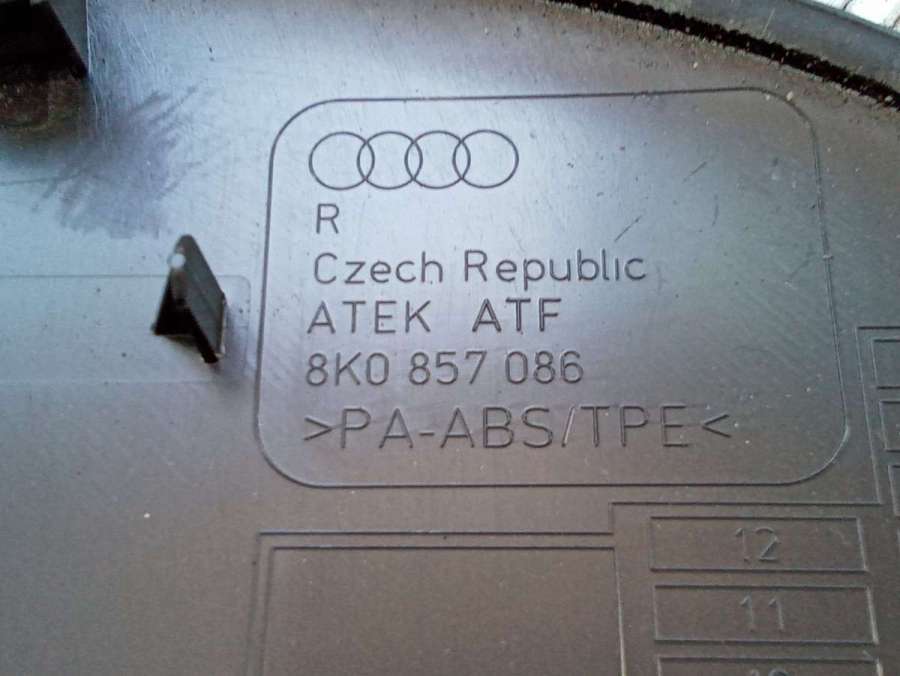 R
Czech Republic
ATEK ATF
8K0 857 086
>PA-ABS/TPE<
12
11